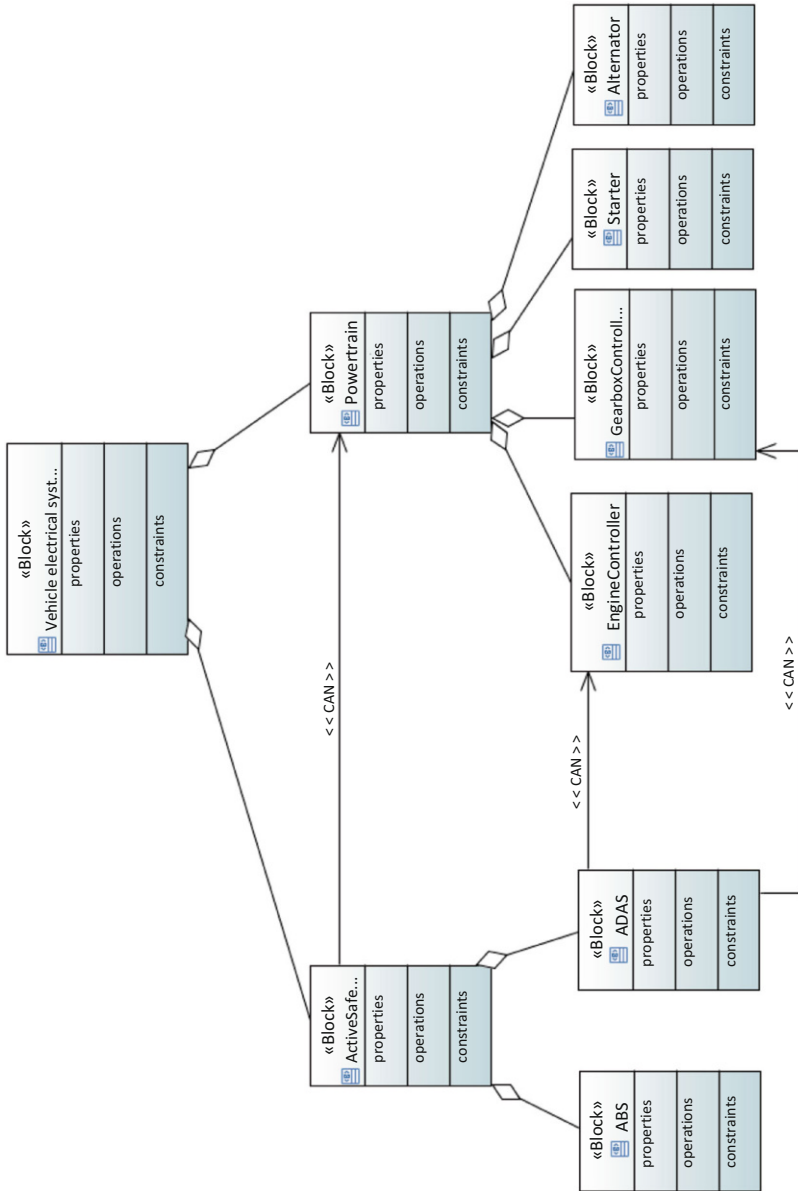 «Block»
Vehicle electrical syst...
properties
operations
constraints
«Block»
ActiveSafe...
properties
operations
constraints
<< CAN >>
«Block»
Powertrain
properties
operations
constraints
«Block»
ABS
properties
operations
constraints
«Block»
ADAS
properties
operations
constraints
<< CAN >>
«Block»
EngineController
properties
operations
constraints
«Block»
GearboxControll...
properties
operations
constraints
«Block»
Starter
properties
operations
constraints
«Block»
Alternator
properties
operations
constraints
<< CAN >>